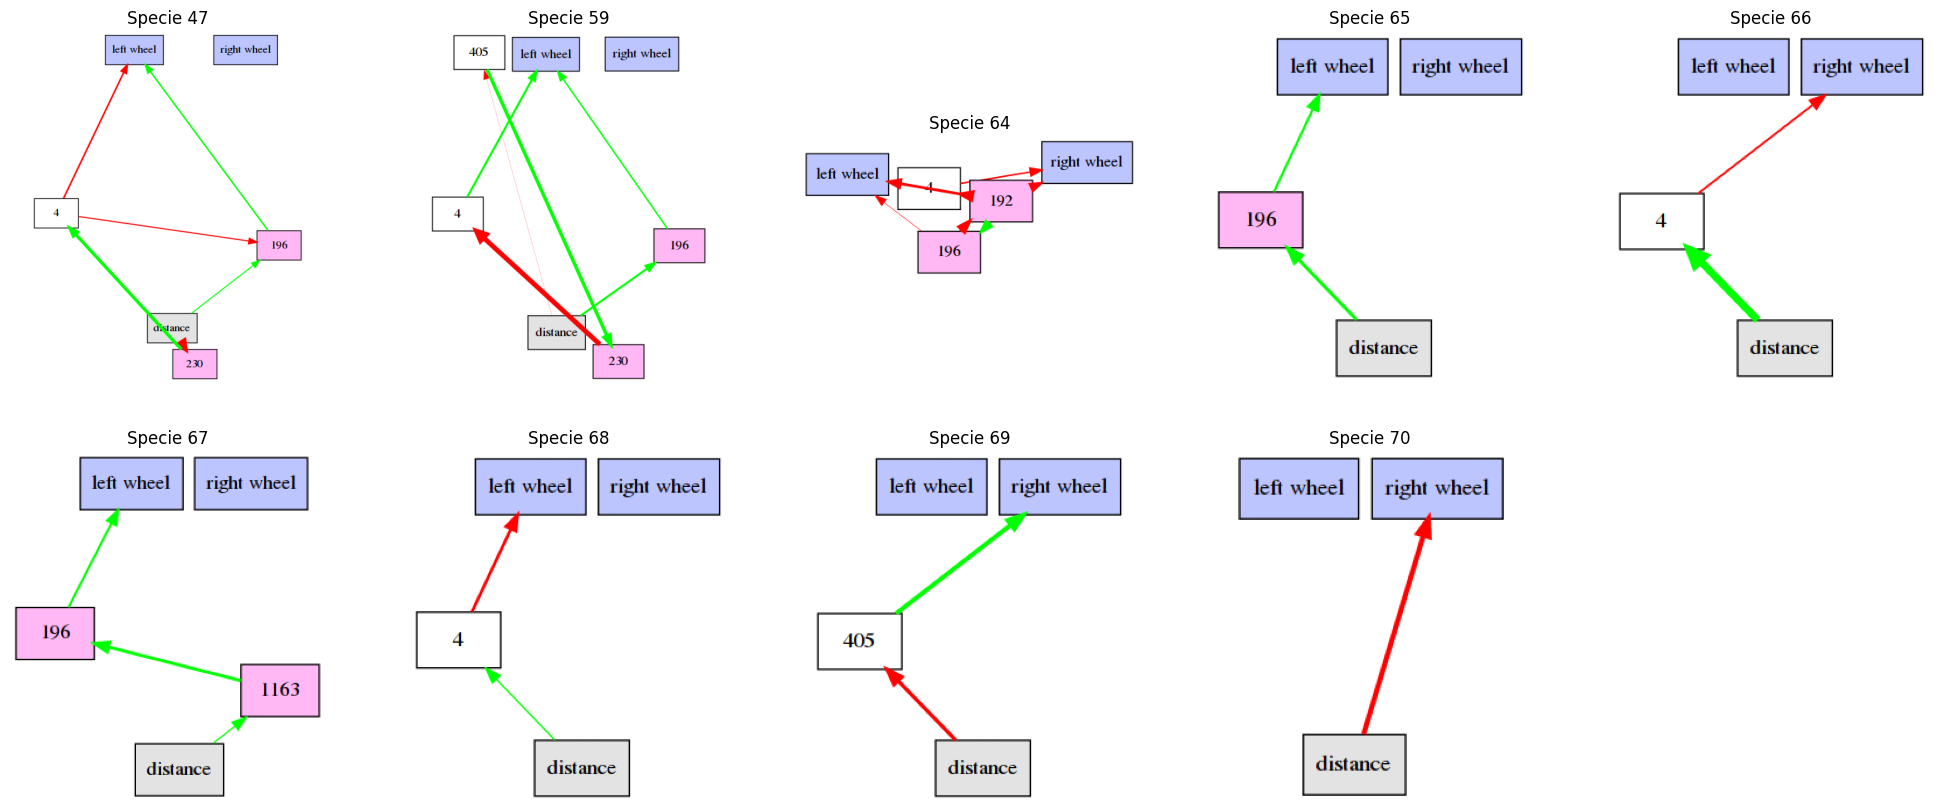 Specie 47
left wheel
right wheel
4
196
distance
230
Specie 59
405
left wheel
right wheel
4
196
distance
230
Specie 64
left wheel
4
192
right wheel
196
Specie 65
left wheel
right wheel
196
distance
Specie 66
left wheel
right wheel
4
distance
Specie 67
left wheel
right wheel
196
1163
distance
Specie 68
left wheel
right wheel
4
distance
Specie 69
left wheel
right wheel
405
distance
Specie 70
left wheel
right wheel
distance